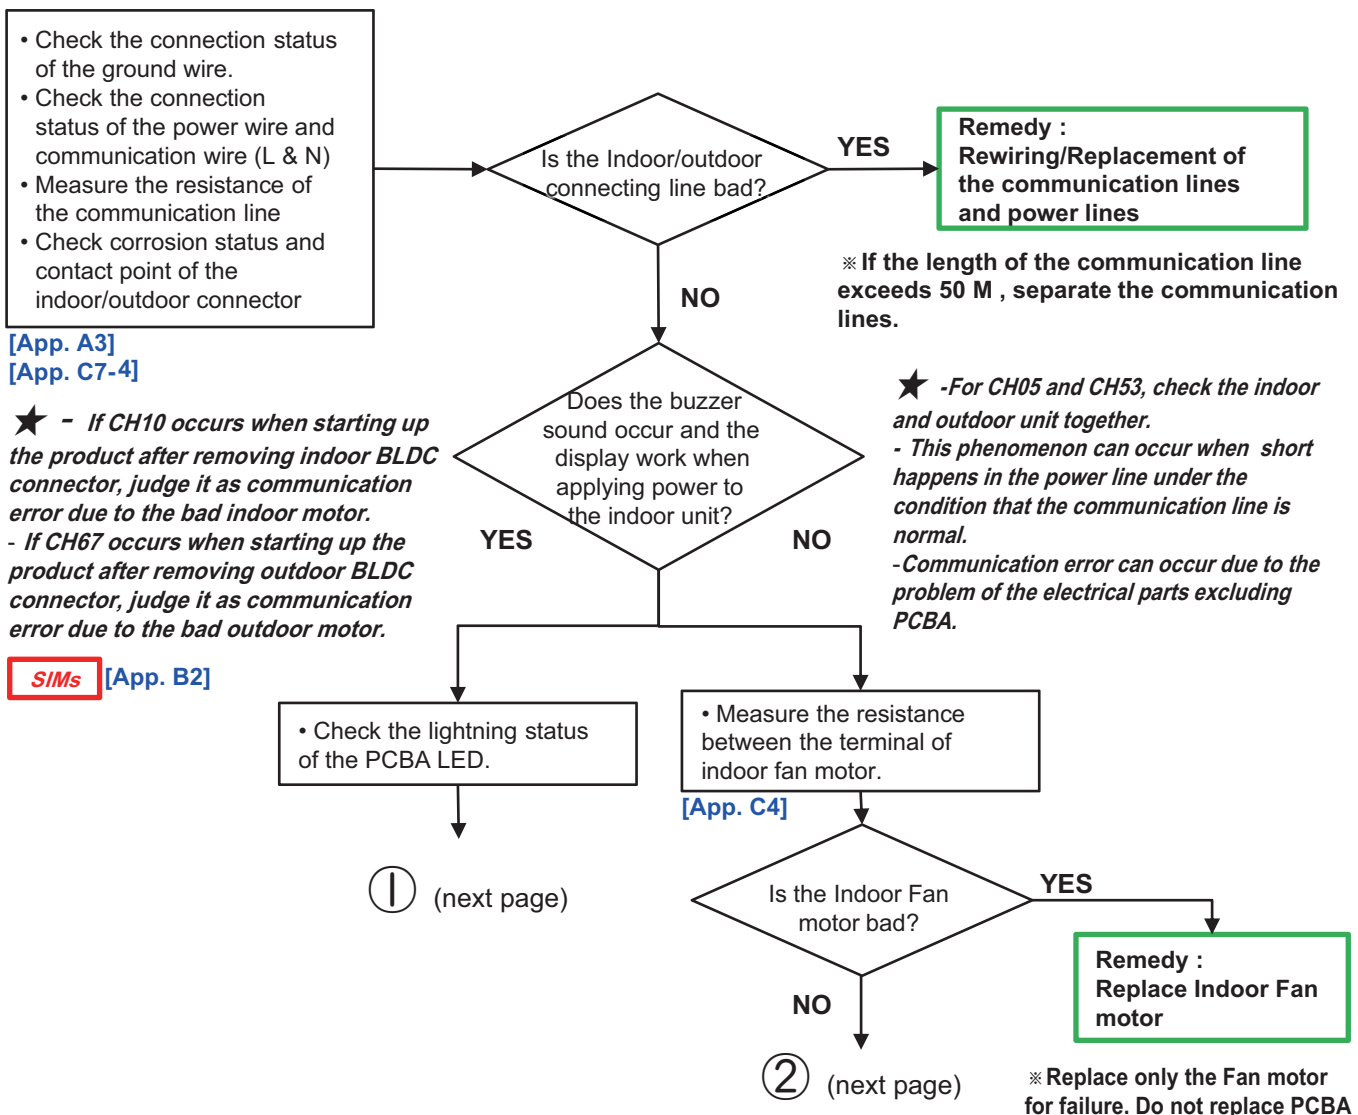 • Check the connection status
of the ground wire.
• Check the connection
status of the power wire and
communication wire (L & N)
• Measure the resistance of
the communication line
• Check corrosion status and
contact point of the
indoor/outdoor connector
[App. A3]
[App. C7-4]
Is the Indoor/outdoor
connecting line bad?
YES
Remedy :
Rewiring/Replacement of
the communication lines
and power lines
※ If the length of the communication line
exceeds 50 M , separate the communication
lines.
NO
★ - If CH10 occurs when starting up
the product after removing indoor BLDC
connector, judge it as communication
error due to the bad indoor motor.
- If CH67 occurs when starting up the
product after removing outdoor BLDC
connector, judge it as communication
error due to the bad outdoor motor.
SIMs [App. B2]
Does the buzzer
sound occur and the
display work when
applying power to
the indoor unit?
YES
NO
★ -For CH05 and CH53, check the indoor
and outdoor unit together.
- This phenomenon can occur when short
happens in the power line under the
condition that the communication line is
normal.
-Communication error can occur due to the
problem of the electrical parts excluding
PCBA.
• Check the lightning status
of the PCBA LED.
① (next page)
• Measure the resistance
between the terminal of
indoor fan motor.
[App. C4]
Is the Indoor Fan
motor bad?
YES
Remedy :
Replace Indoor Fan
motor
NO
② (next page)
※ Replace only the Fan motor
for failure. Do not replace PCBA